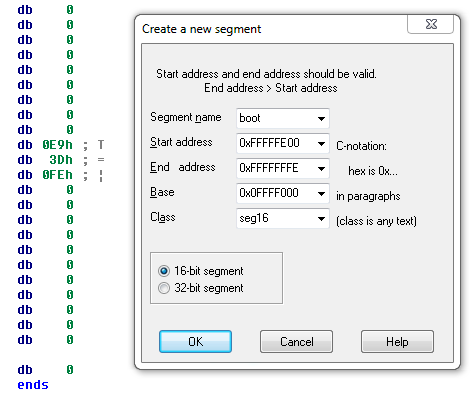 db 0
db 0
db 0
db 0
db 0
db 0
db 0
db 0
db 0
db 0E9h ; T
db 3Dh ; =
db 0FEh ; ¦
db 0
db 0
db 0
db 0
db 0
db 0
db 0
db 0
db 0
db 0
db 0
db 0
ends
Create a new segment
Start address and end address should be valid.
End address > Start address
Segment name boot
Start address 0xFFFFFE00 C-notation:
End address 0xFFFFFFFE hex is 0x...
Base 0x0FFFF000 in paragraphs
Class seg16 (class is any text)
16-bit segment
32-bit segment
OK Cancel Help